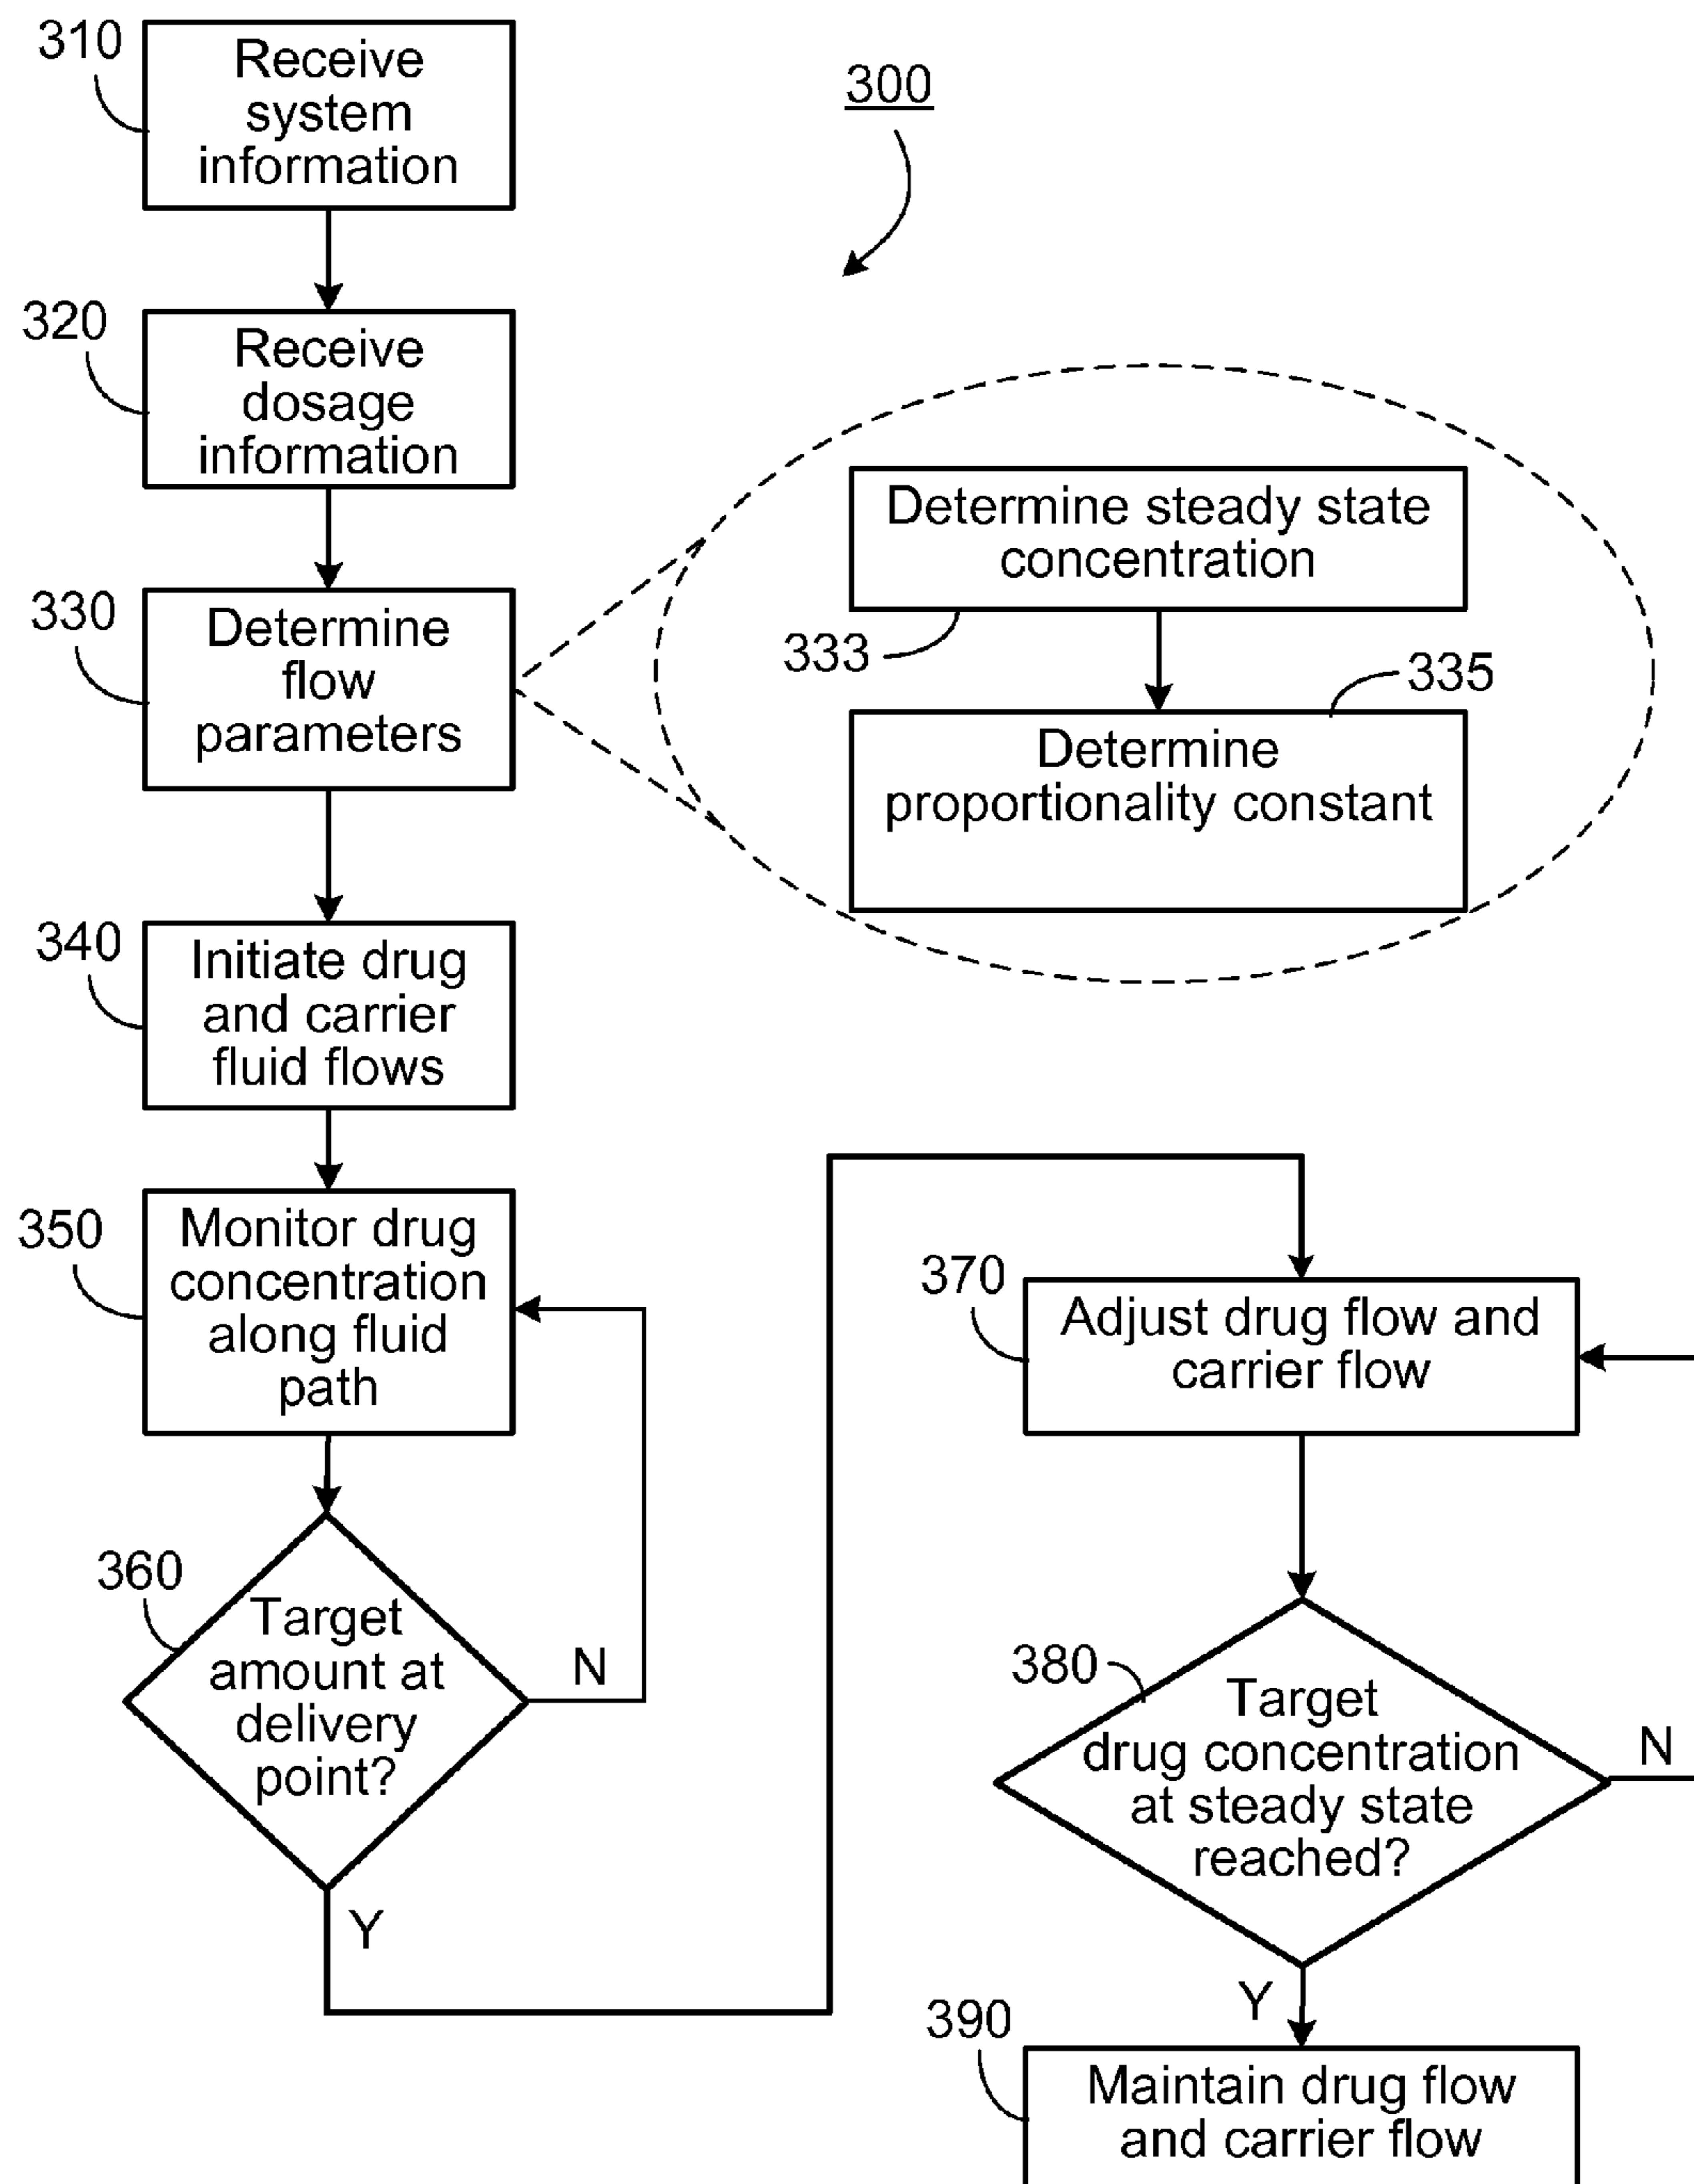 310
Receive
system
information
300
320
Receive
dosage
information
330
Determine
flow
parameters
Determine steady state
concentration
333
335
Determine
proportionality constant
340
Initiate drug
and carrier
fluid flows
350
Monitor drug
concentration
along fluid
path
360
Target
amount at
delivery
point?
N
Y
370
Adjust drug flow and
carrier flow
380
Target
drug concentration
at steady state
reached?
N
Y
390
Maintain drug flow
and carrier flow